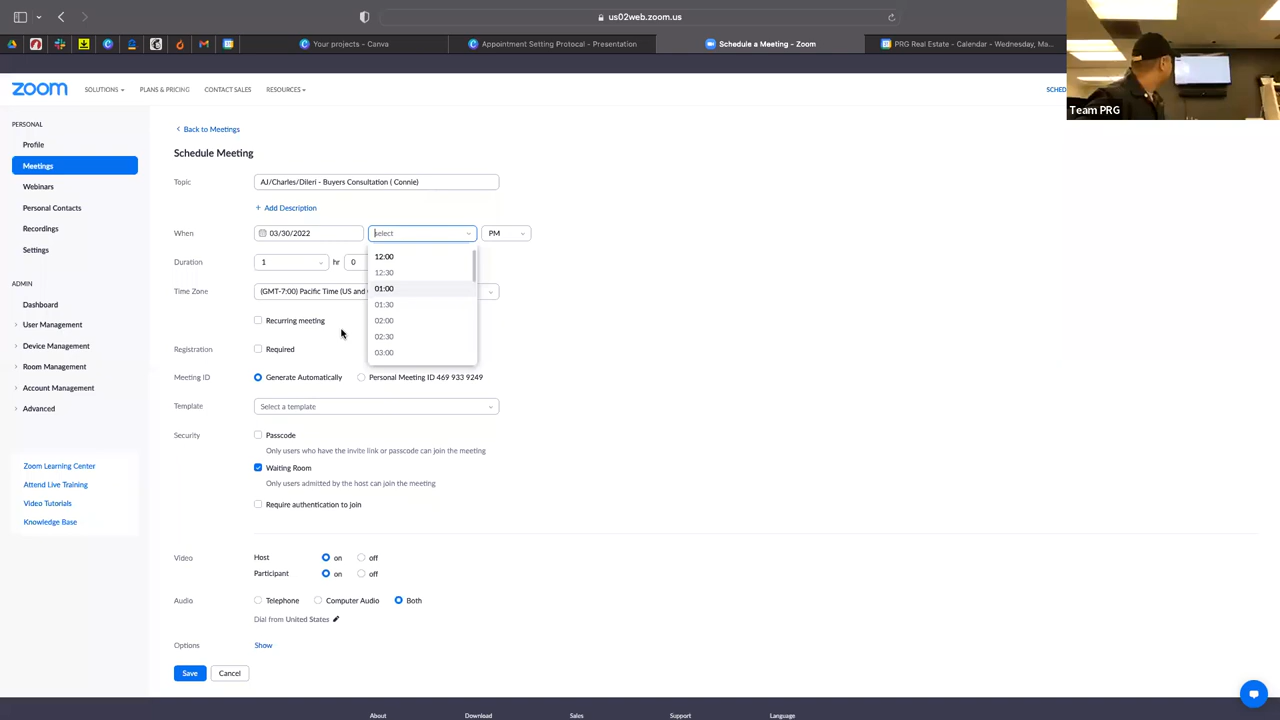 us02web.zoom.us
Your projects - Canva
Appointment Setting Protocal - Presentation
Schedule a Meeting - Zoom
PRG Real Estate - Calendar - Wednesday, Ma...
Team PRG
zoom
SOLUTIONS
PLANS & PRICING
CONTACT SALES
RESOURCES
SCHED
PERSONAL
Profile
Meetings
Webinars
Personal Contacts
Recordings
Settings
ADMIN
Dashboard
User Management
Device Management
Room Management
Account Management
Advanced
Zoom Learning Center
Attend Live Training
Video Tutorials
Knowledge Base
Back to Meetings
Schedule Meeting
Topic
AJ/Charles/Dileri - Buyers Consultation ( Connie)
+ Add Description
When
03/30/2022
select
PM
12:00
12:30
01:00
01:30
02:00
02:30
03:00
Duration
1
hr
0
Time Zone
(GMT-7:00) Pacific Time (US and
Recurring meeting
Registration
Required
Meeting ID
Generate Automatically
Personal Meeting ID 469 933 9249
Template
Select a template
Security
Passcode
Only users who have the invite link or passcode can join the meeting
Waiting Room
Only users admitted by the host can join the meeting
Require authentication to join
Video
Host
on
off
Participant
on
off
Audio
Telephone
Computer Audio
Both
Dial from United States
Options
Show
Save
Cancel
About
Download
Sales
Support
Language